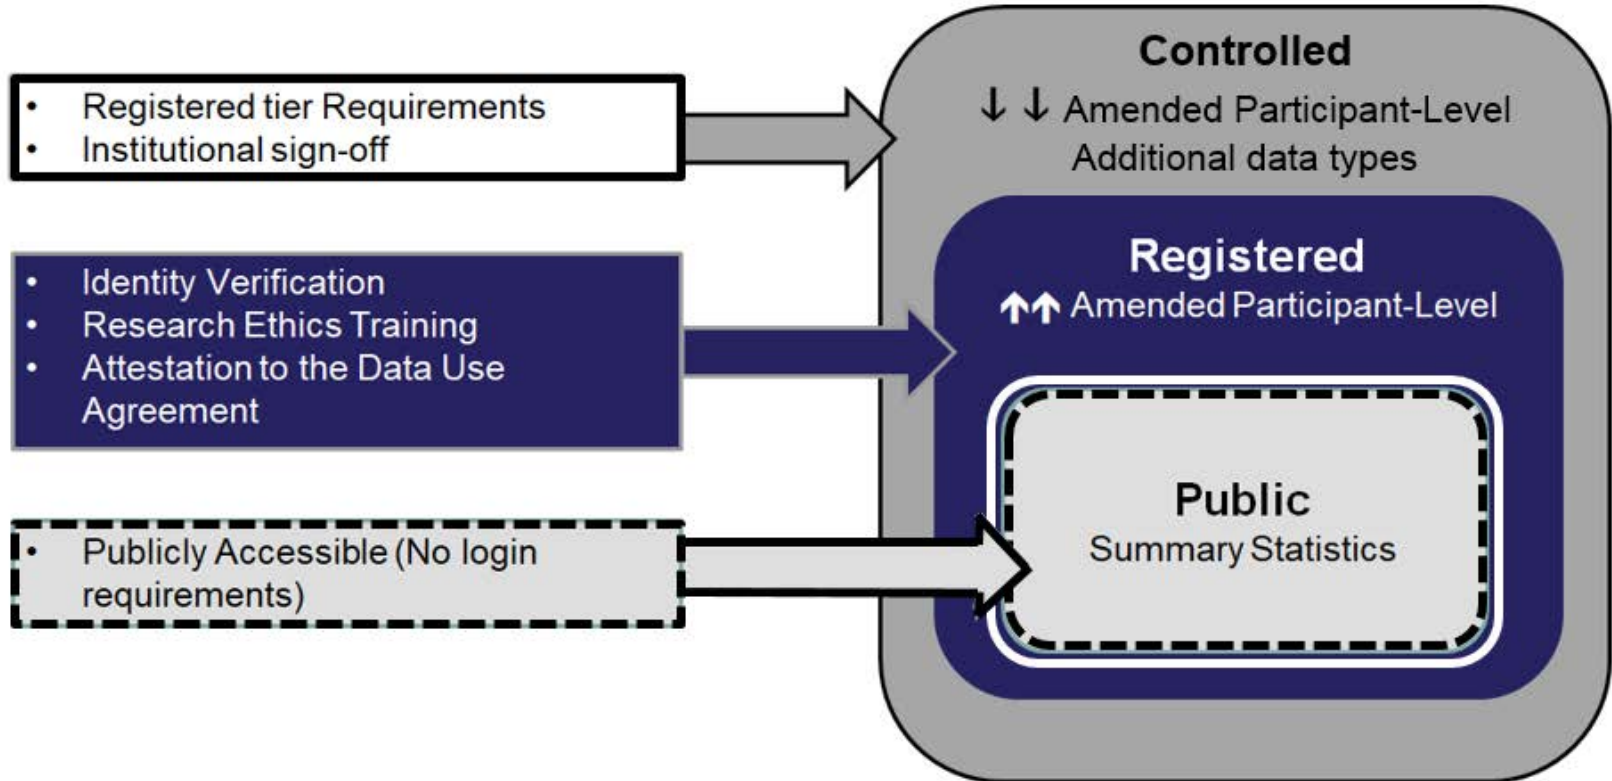 • Registered tier Requirements
• Institutional sign-off
• Identity Verification
• Research Ethics Training
• Attestation to the Data Use
Agreement
• Publicly Accessible (No login
requirements)
Controlled
↓ ↓ Amended Participant-Level
Additional data types
Registered
↑↑ Amended Participant-Level
Public
Summary Statistics